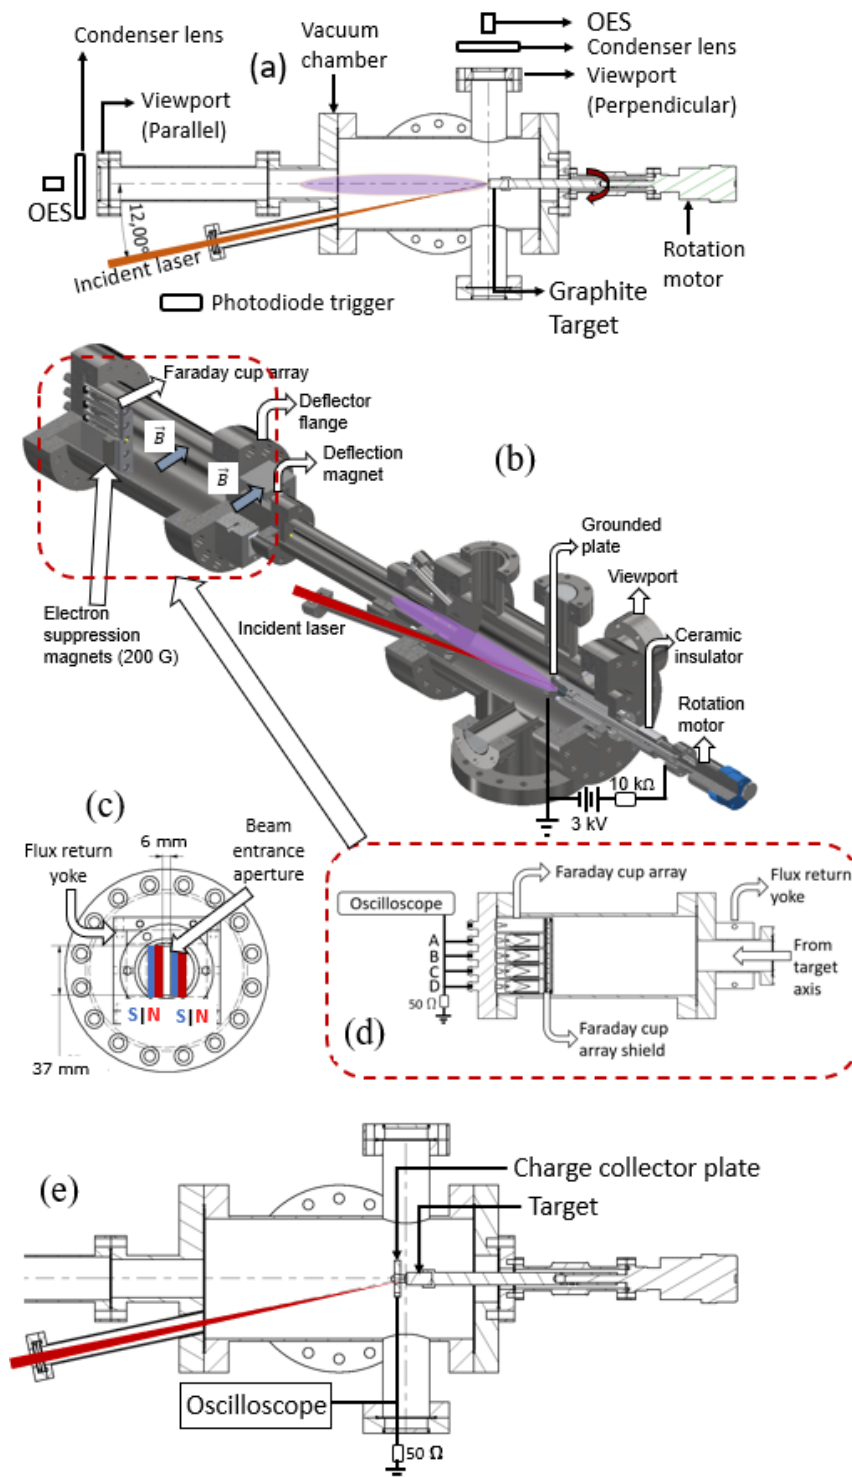 OES
Condenser lens
Condenser lens
Vacuum
chamber
(a)
Viewport
(Perpendicular)
Viewport
(Parallel)
OES
12,00°
Incident laser
Rotation
motor
Photodiode trigger
Graphite
Target
Faraday cup array
Deflector
flange
B
B
Deflection
magnet
(b)
Grounded
plate
Viewport
Electron
suppression
magnets (200 G)
Incident laser
Ceramic
insulator
Rotation
motor
10 kΩ
3 kV
(c)
6 mm
Beam
entrance
aperture
Flux return
yoke
S|N S|N
37 mm
Faraday cup array
Flux return
yoke
Oscilloscope
A
B
C
D
50 Ω
From
target
axis
(d)
Faraday cup
array shield
(e)
Charge collector plate
Target
Oscilloscope
50 Ω